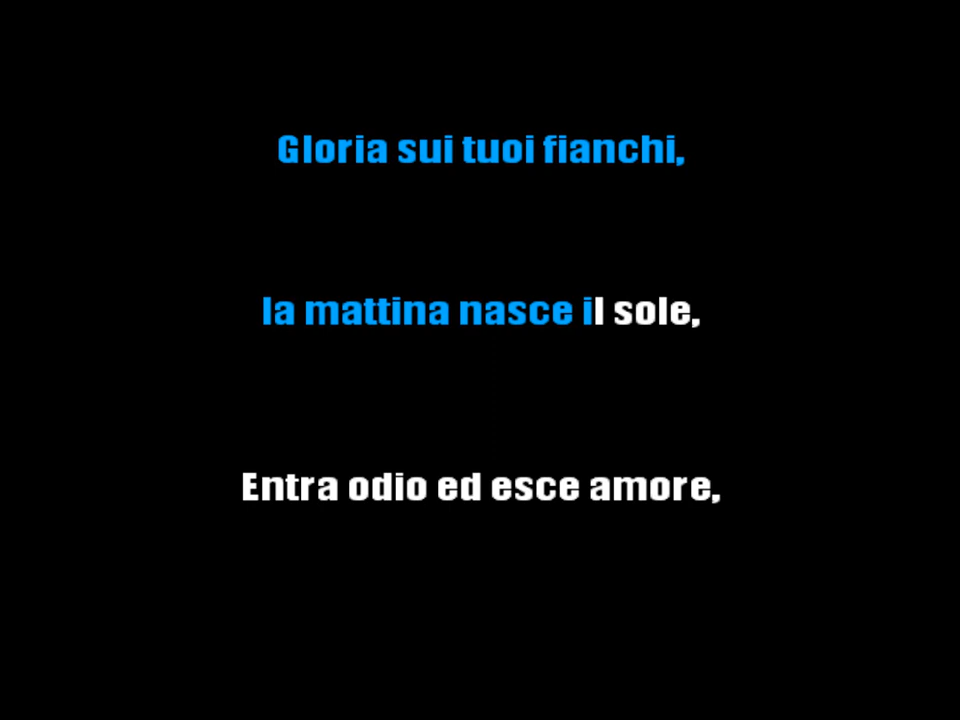 Gloria sui tuoi fianchi,
la mattina nasce il sole,
Entra odio ed esce amore,